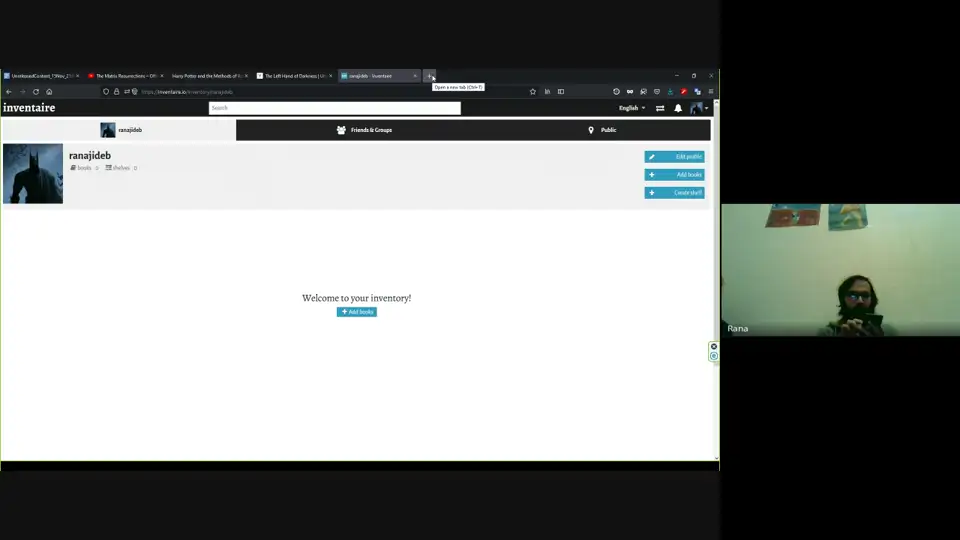 The Matrix Resurrections – Offi
Harry Potter and the Methods of R
The Left Hand of Darkness | U
ranajideb - Inventaire
+
Open a new tab (Ctrl+T)
https://inventaire.io/inventory/ranajideb
inventaire
Search
English
ranajideb
Friends & Groups
Public
ranajideb
books 0
shelves 0
Edit profile
Add books
Create shelf
Welcome to your inventory!
+ Add books
Rana